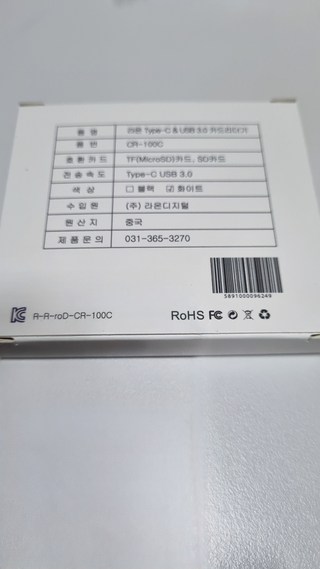 품 명 라온 Type-C & USB 3.0 카드리더기
품 번 CR-100C
호환카드 TF(MicroSD)카드, SD카드
전송속도 Type-C USB 3.0
색 상 □ 블랙 ☑ 화이트
수 입 원 (주) 라온디지털
원 산 지 중국
제품문의 031-365-3270
5891000096249
R-R-roD-CR-100C
RoHS FC